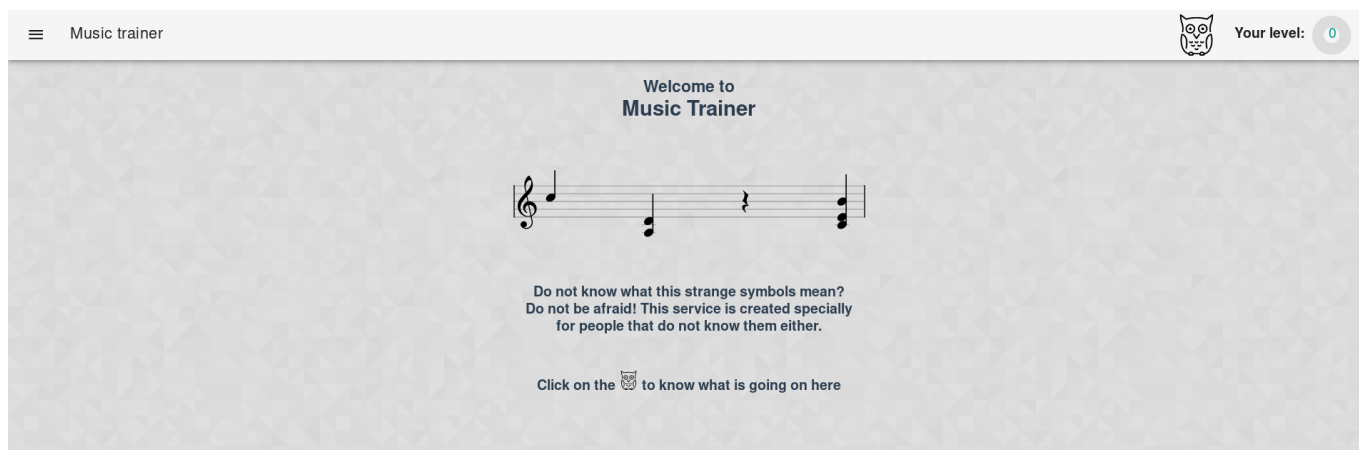 Music trainer
Your level: 0
Welcome to
Music Trainer
Do not know what this strange symbols mean?
Do not be afraid! This service is created specially
for people that do not know them either.
Click on the to know what is going on here